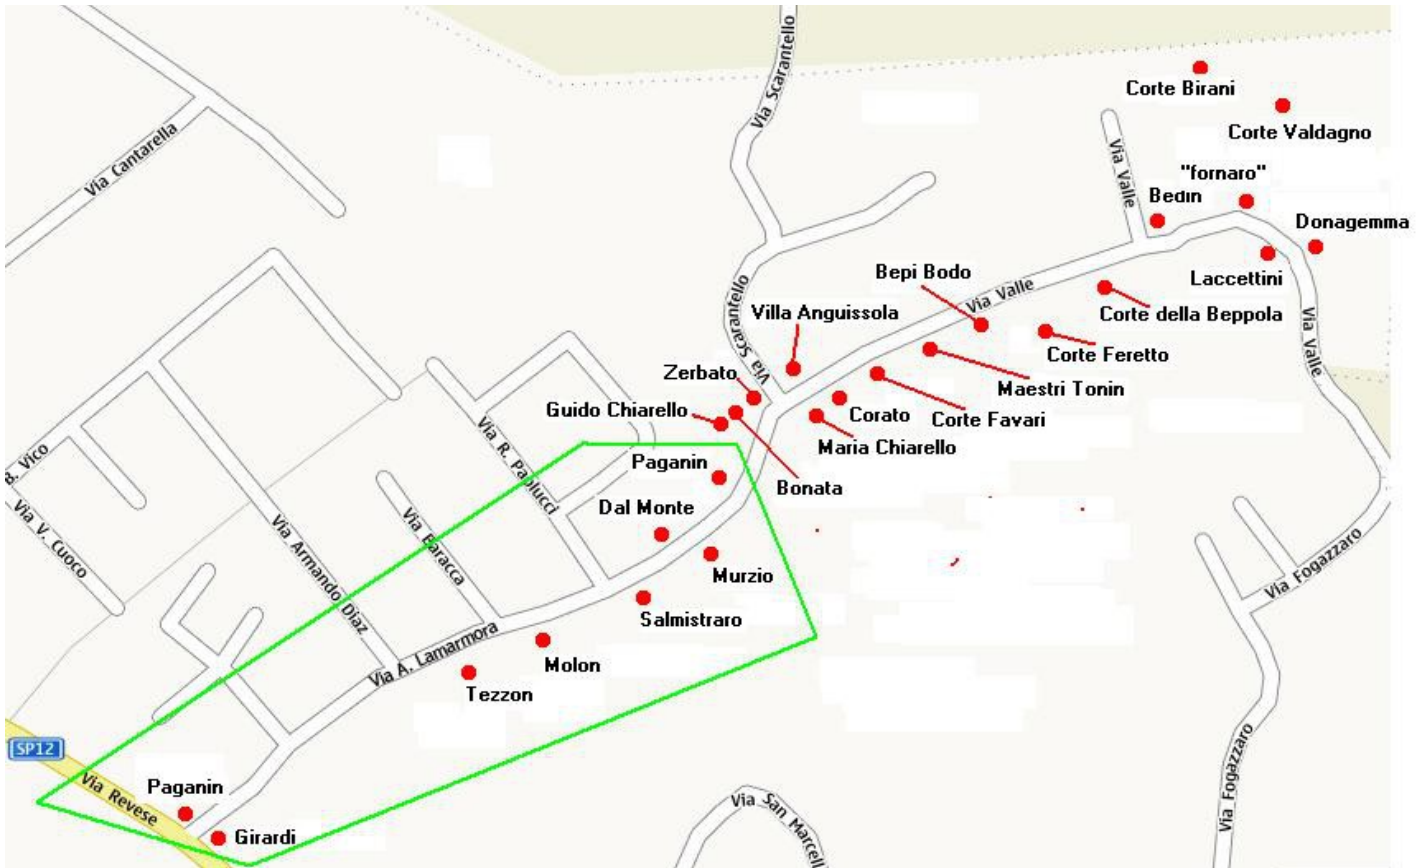 Corte Birani
Via Scarantello
Corte Valdagno
Via Cantarella
Via Valle
"fornaro"
Bedin
Donagemma
Bepi Bodo
Laccettini
Via Valle
Villa Anguissola
Corte della Beppola
Via Scarantello
Via Valle
Corte Feretto
Zerbato
Maestri Tonin
Guido Chiarello
Corato
Corte Favari
Maria Chiarello
Via R. Paolucci
B. Vico
Paganin
Bonata
Dal Monte
Via V. Cuoco
Via Armando Diaz
Via Baracca
Murzio
Via Fogazzaro
Salmistraro
Via A. Lamarmora
Molon
Tezzon
SP12
Via Fogazzaro
Via Revese
Paganin
Via San Marcell
Girardi